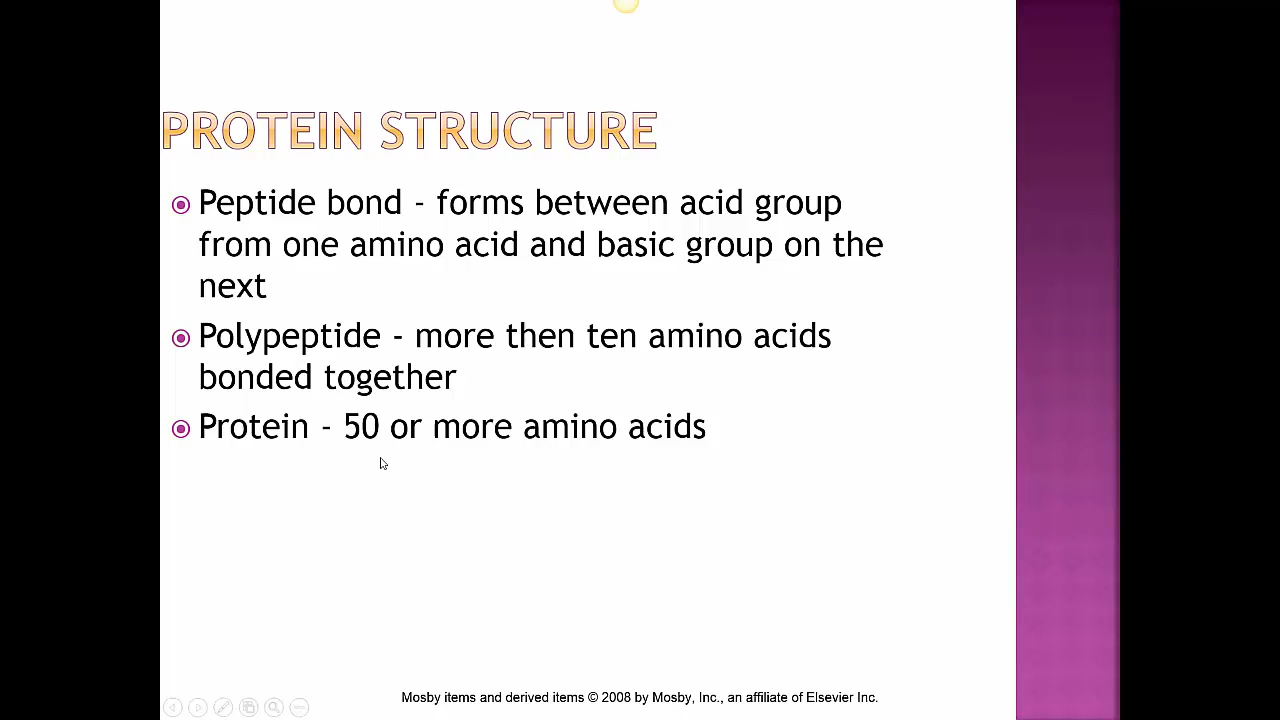 PROTEIN STRUCTURE
Peptide bond - forms between acid group
from one amino acid and basic group on the
next
Polypeptide - more then ten amino acids
bonded together
Protein - 50 or more amino acids
Mosby items and derived items © 2008 by Mosby, Inc., an affiliate of Elsevier Inc.